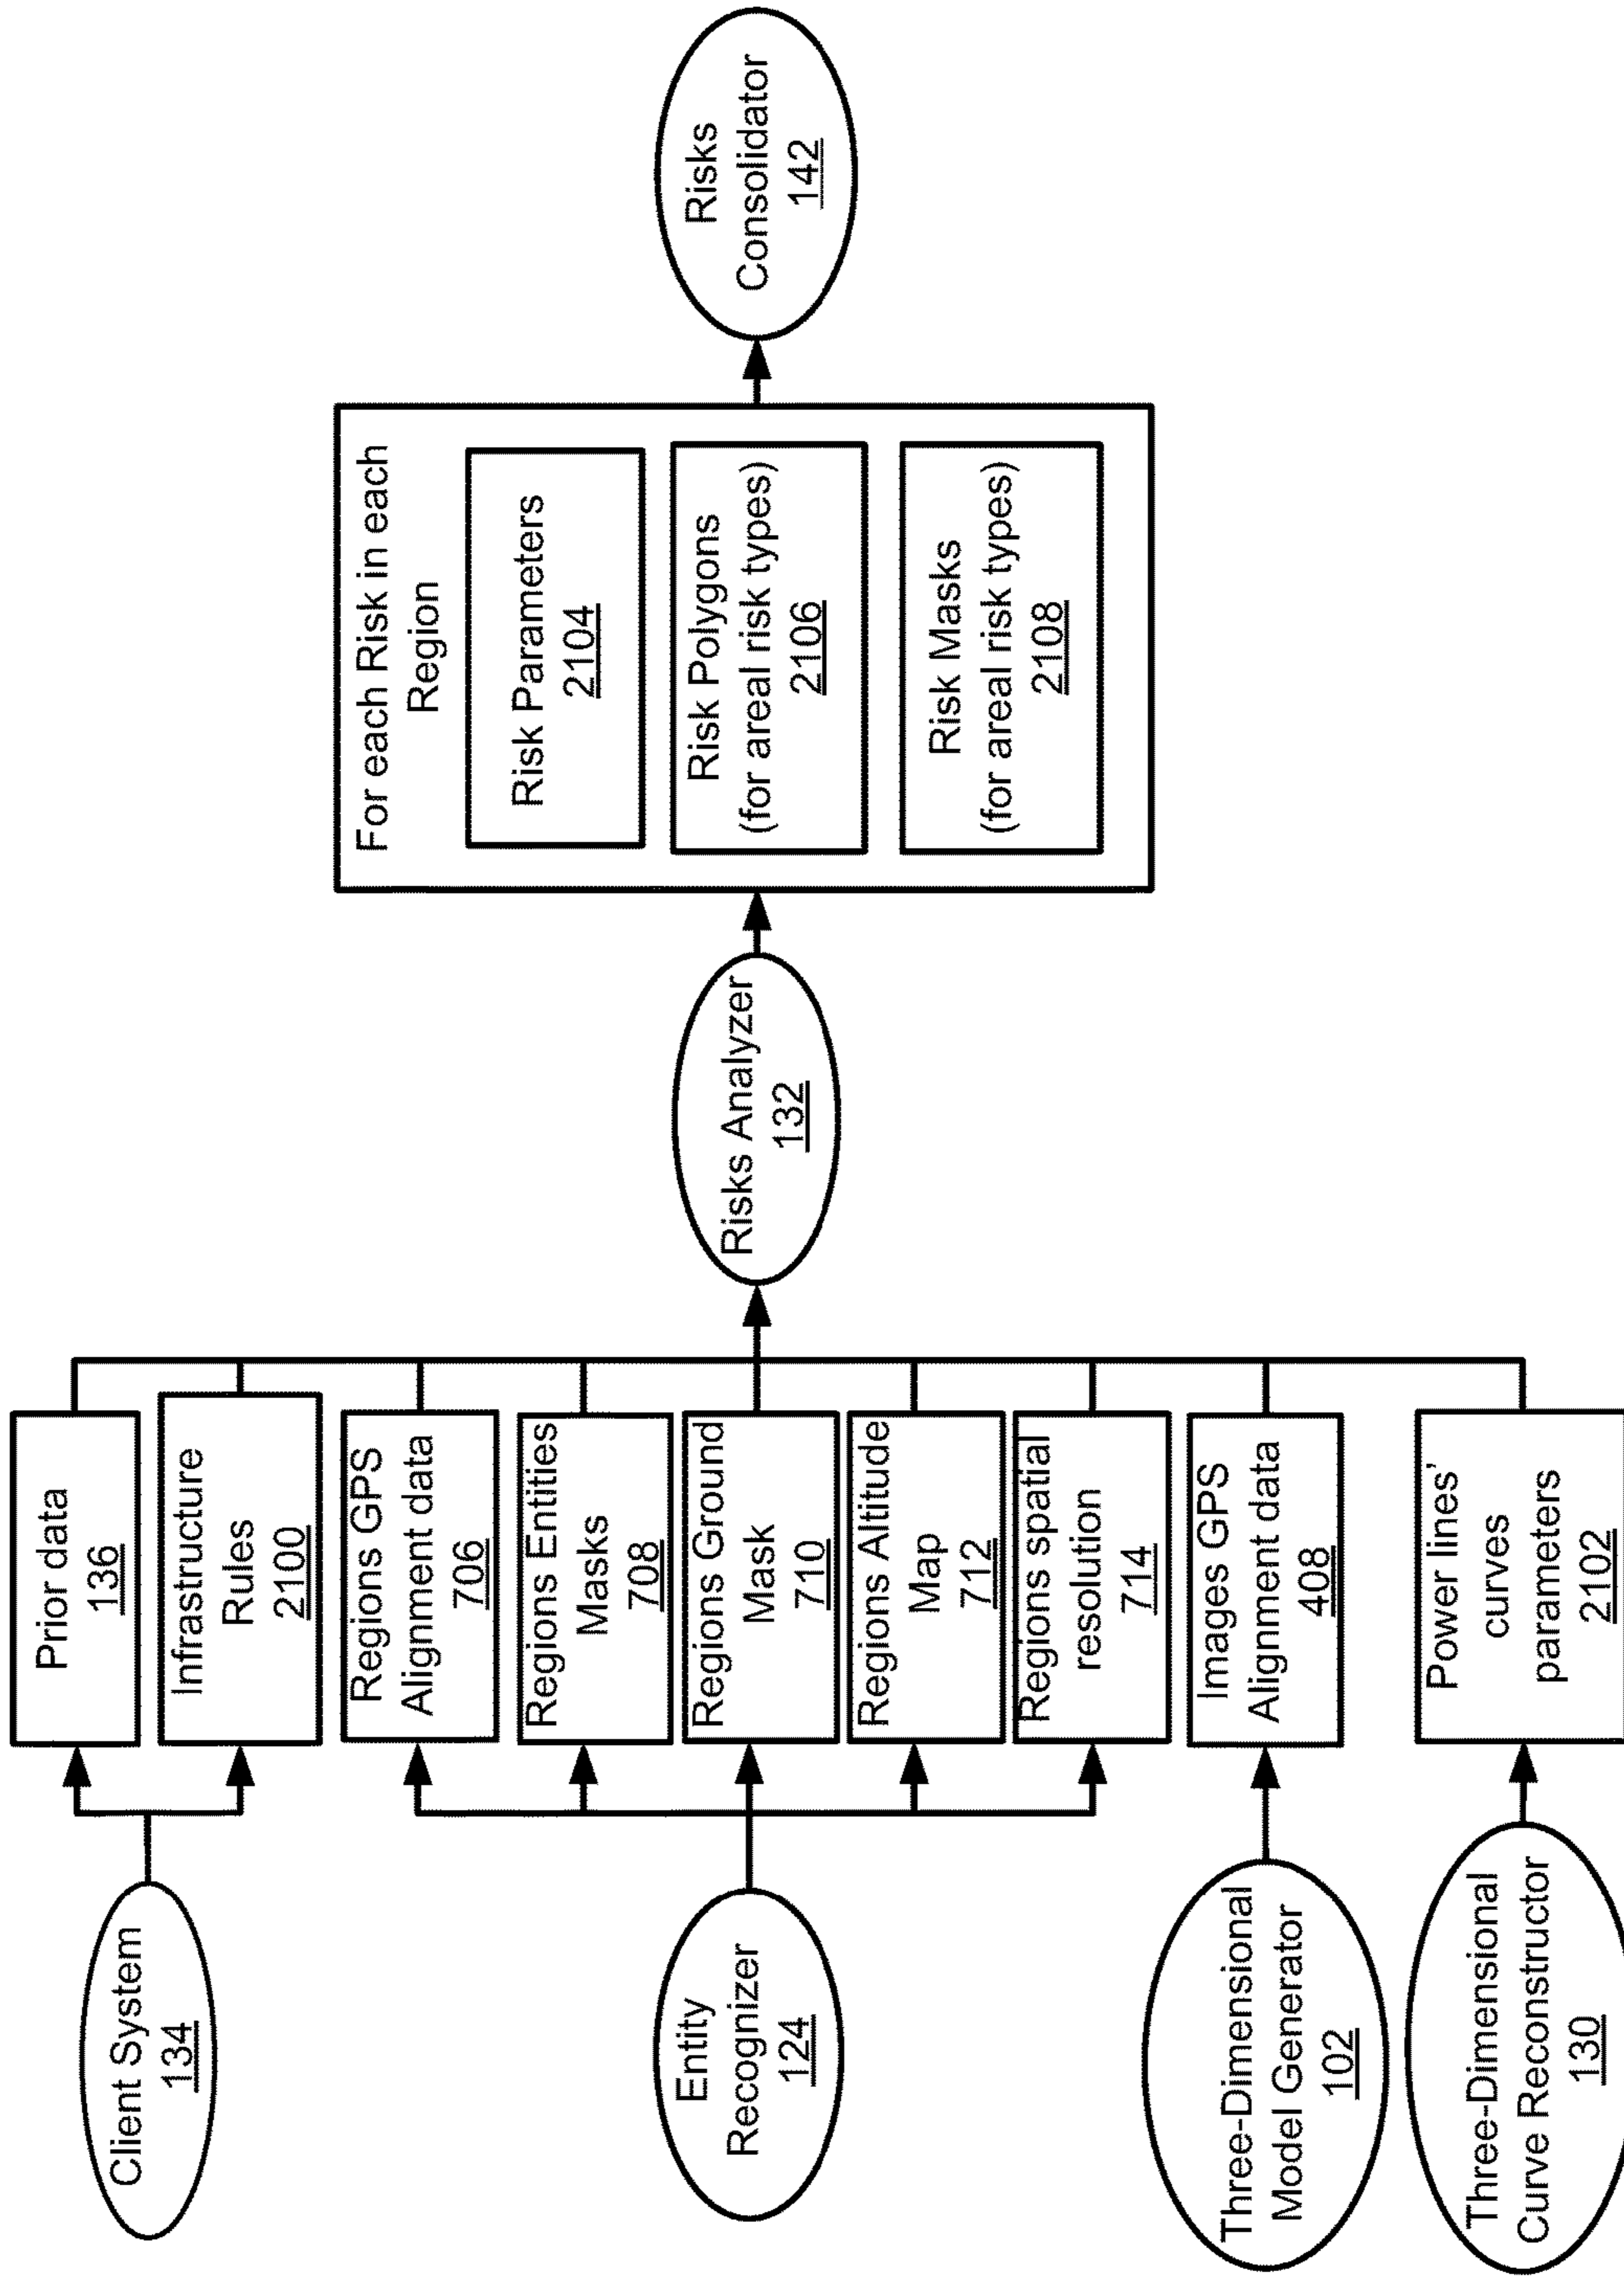 Client System
134
Entity
Recognizer
124
Three-Dimensional
Model Generator
102
Three-Dimensional
Curve Reconstructor
130
Prior data
136
Infrastructure
Rules
2100
Regions GPS
Alignment data
706
Regions Entities
Masks
708
Regions Ground
Mask
710
Regions Altitude
Map
712
Regions spatial
resolution
714
Images GPS
Alignment data
408
Power lines’
curves
parameters
2102
Risks Analyzer
132
For each Risk in each
Region
Risk Parameters
2104
Risk Polygons
(for areal risk types)
2106
Risk Masks
(for areal risk types)
2108
Risks
Consolidator
142